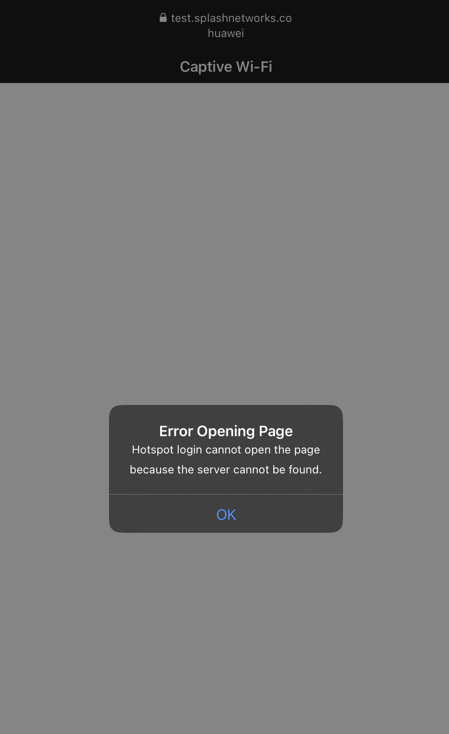 test.splashnetworks.co
huawei
Captive Wi-Fi
Error Opening Page
Hotspot login cannot open the page
because the server cannot be found.
OK